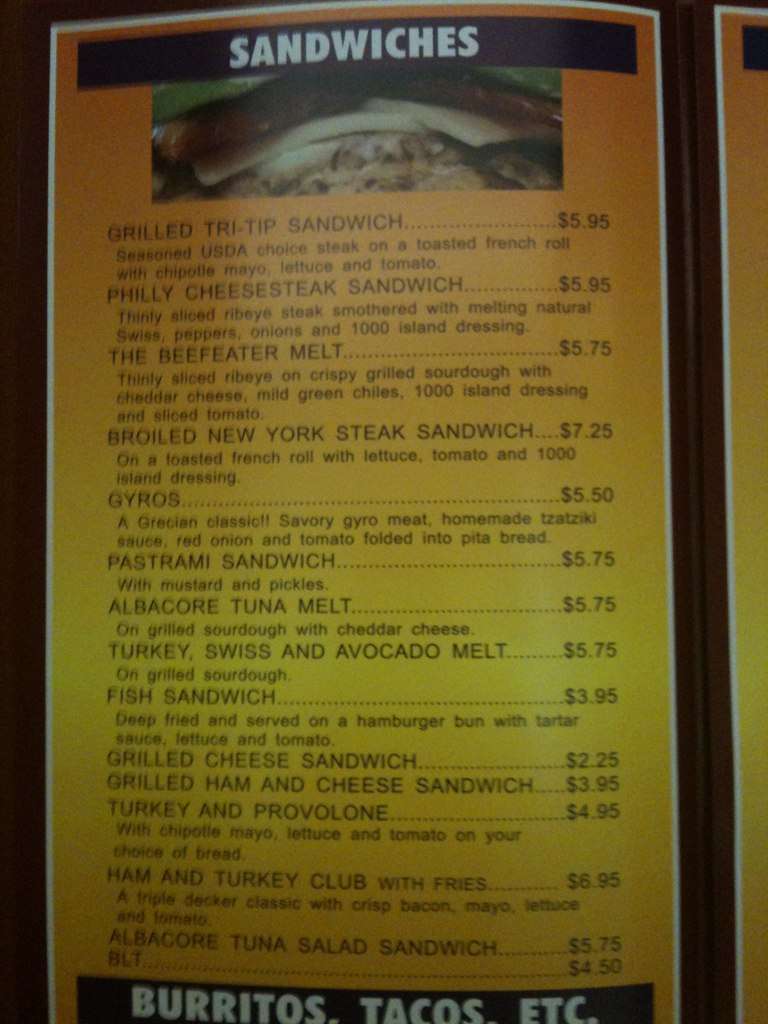 SANDWICHES
GRILLED TRI-TIP SANDWICH.......................$5.95
Seasoned USDA choice steak on a toasted french roll
with chipotle mayo, lettuce and tomato.
PHILLY CHEESESTEAK SANDWICH..............$5.95
Thinly sliced ribeye steak smothered with melting natural
Swiss, peppers, onions and 1000 island dressing.
THE BEEFEATER MELT.................................$5.75
Thinly sliced ribeye on crispy grilled sourdough with
cheddar cheese, mild green chiles, 1000 island dressing
and sliced tomato.
BROILED NEW YORK STEAK SANDWICH....$7.25
On a toasted french roll with lettuce, tomato and 1000
island dressing.
GYROS..........................................................$5.50
A Grecian classic!! Savory gyro meat, homemade tzatziki
sauce, red onion and tomato folded into pita bread.
PASTRAMI SANDWICH..................................$5.75
With mustard and pickles.
ALBACORE TUNA MELT................................$5.75
On grilled sourdough with cheddar cheese.
TURKEY, SWISS AND AVOCADO MELT.........$5.75
On grilled sourdough.
FISH SANDWICH............................................$3.95
Deep fried and served on a hamburger bun with tartar
sauce, lettuce and tomato.
GRILLED CHEESE SANDWICH.......................$2.25
GRILLED HAM AND CHEESE SANDWICH.....$3.95
TURKEY AND PROVOLONE...........................$4.95
With chipotle mayo, lettuce and tomato on your
choice of bread.
HAM AND TURKEY CLUB WITH FRIES........... $6.95
A triple decker classic with crisp bacon, mayo, lettuce
and tomato.
ALBACORE TUNA SALAD SANDWICH...........$5.75
BLT................................................................$4.50
BURRITOS, TACOS, ETC.